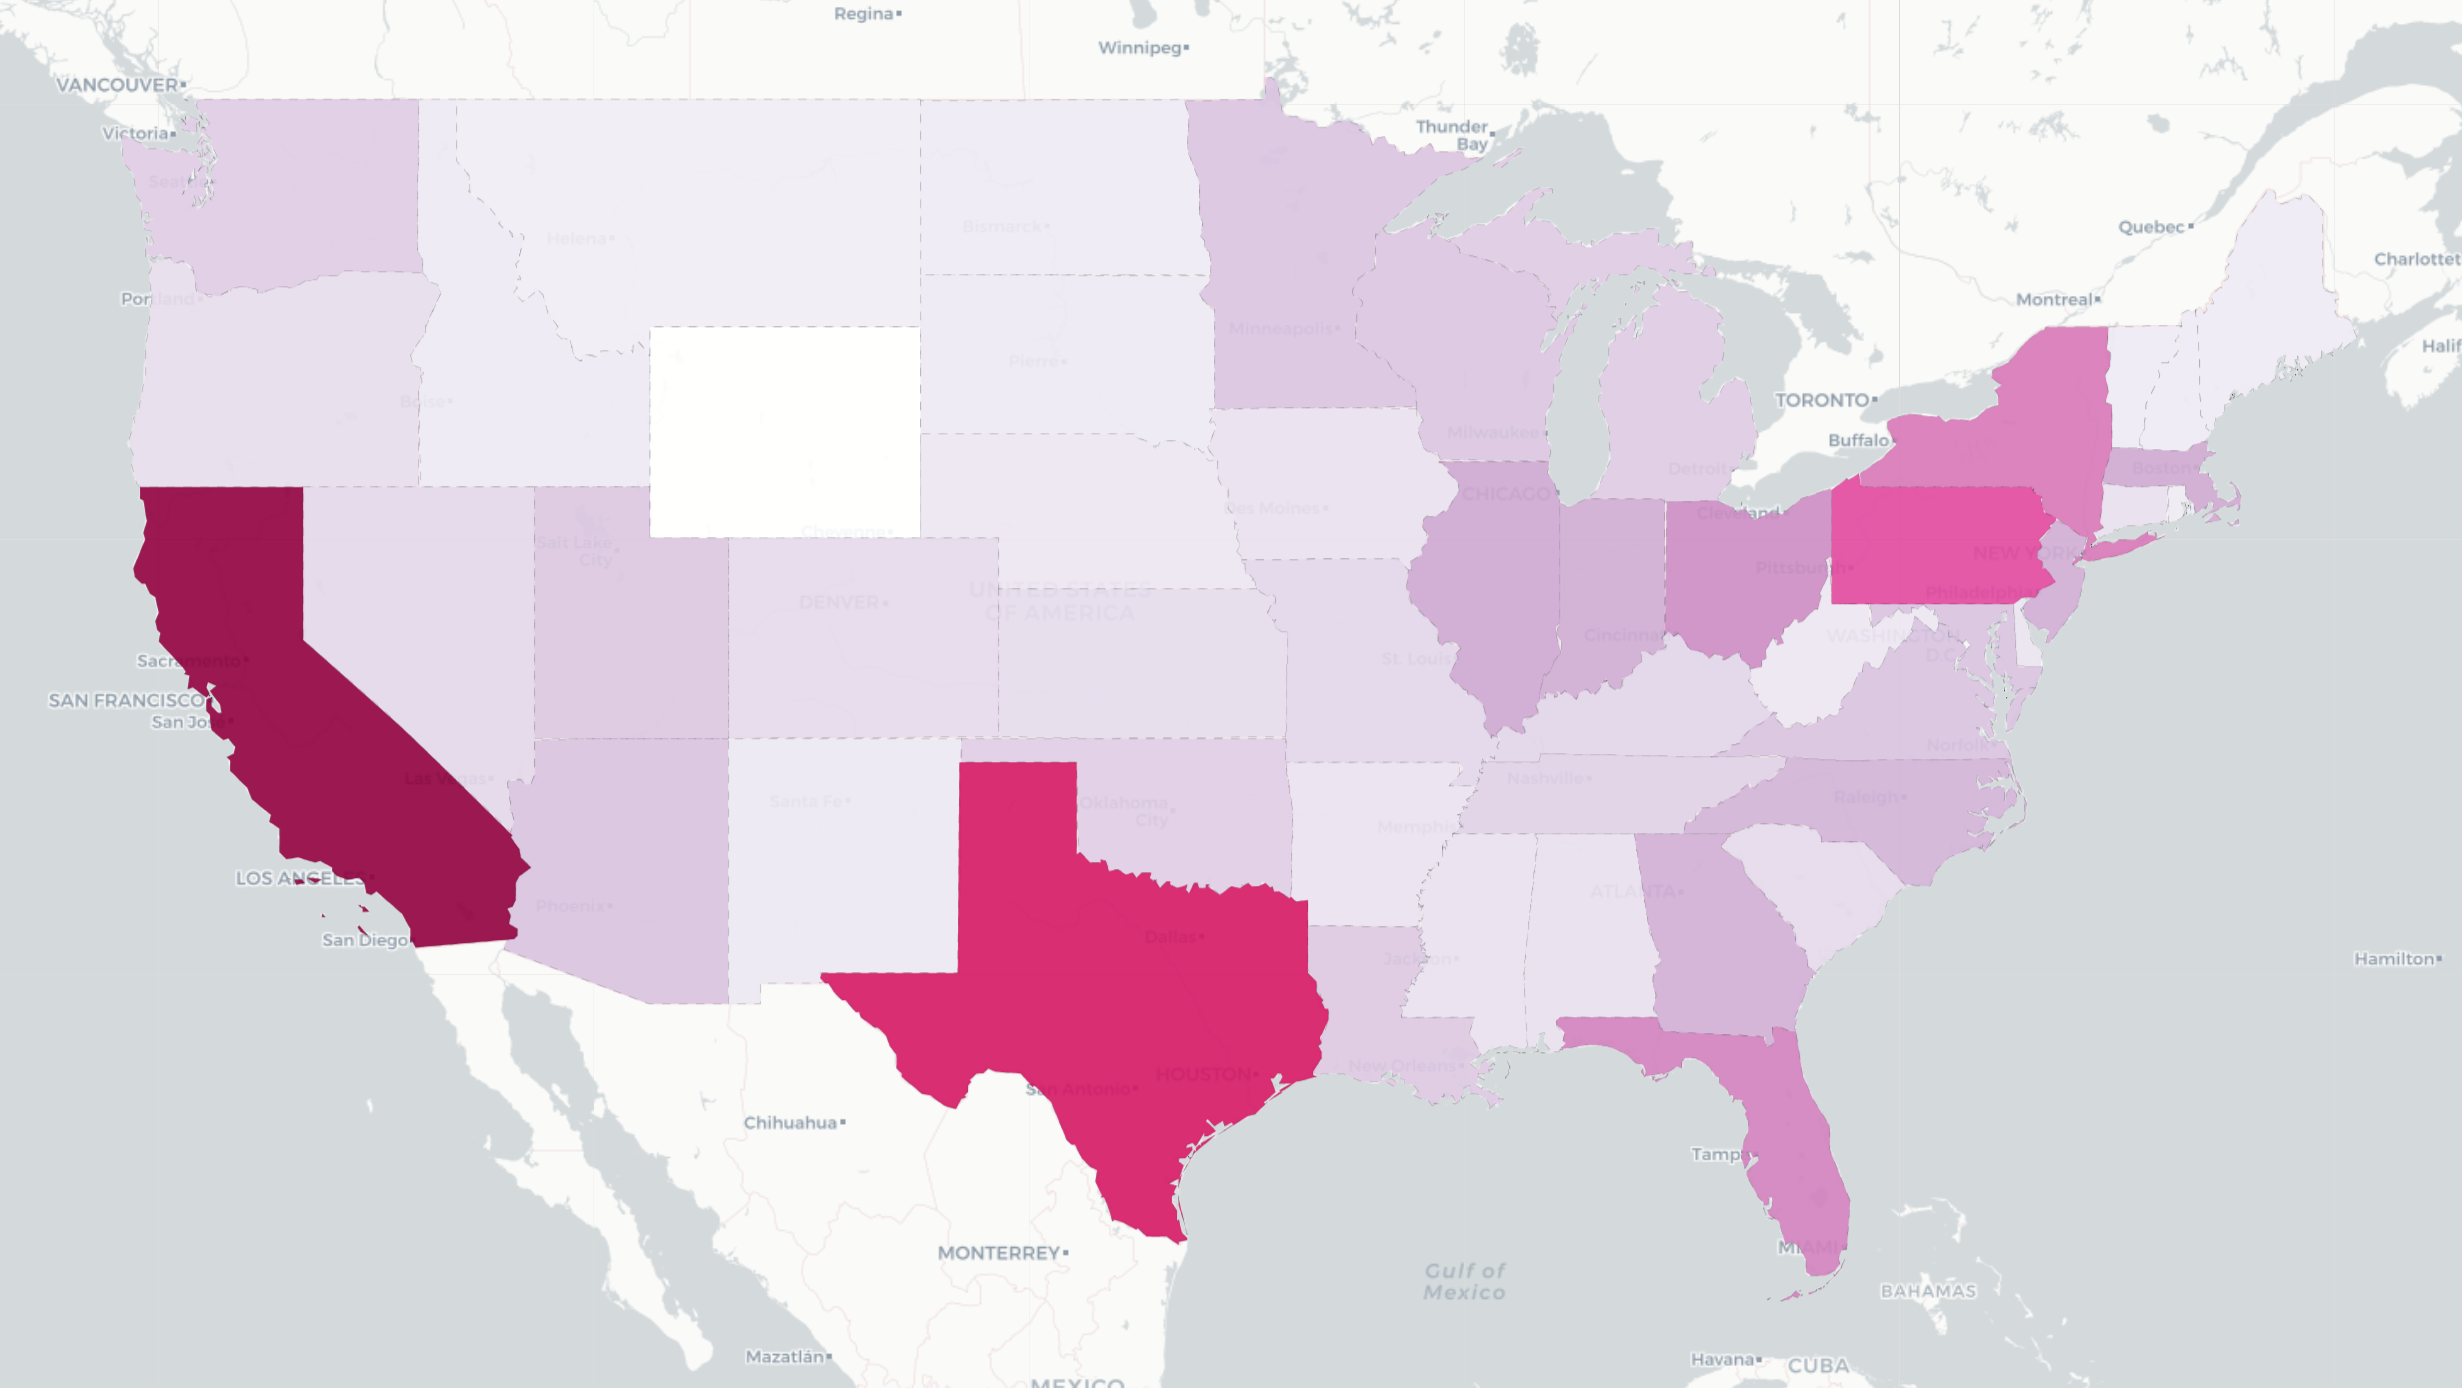 Regina
Winnipeg
VANCOUVER
Victoria
Thunder
Bay
Seattle
Quebec
Helena
Bismarck
Charlottet
Portland
Montreal
Minneapolis
Halif
Pierre
Boise
TORONTO
Milwaukee
Buffalo
Detroit
Boston
CHICAGO
Des Moines
Cleveland
Cheyenne
Salt Lake
City
NEW YORK
Pittsburgh
UNITED STATES
OF AMERICA
DENVER
Philadelphia
Cincinna
WASHINGTON
D.C.
Sacramento
St. Louis
SAN FRANCISCO
San Jose
Norfolk
Las Vegas
Nashville
Santa Fe
Raleigh
Oklahoma
City
Memphis
LOS ANGELES
ATLANTA
Phoenix
San Diego
Dallas
Jackson
Hamilton
New Orleans
HOUSTON
San Antonio
Chihuahua
Tampa
MIAMI
MONTERREY
Gulf of
Mexico
BAHAMAS
Mazatlán
Havana
CUBA
MEXICO